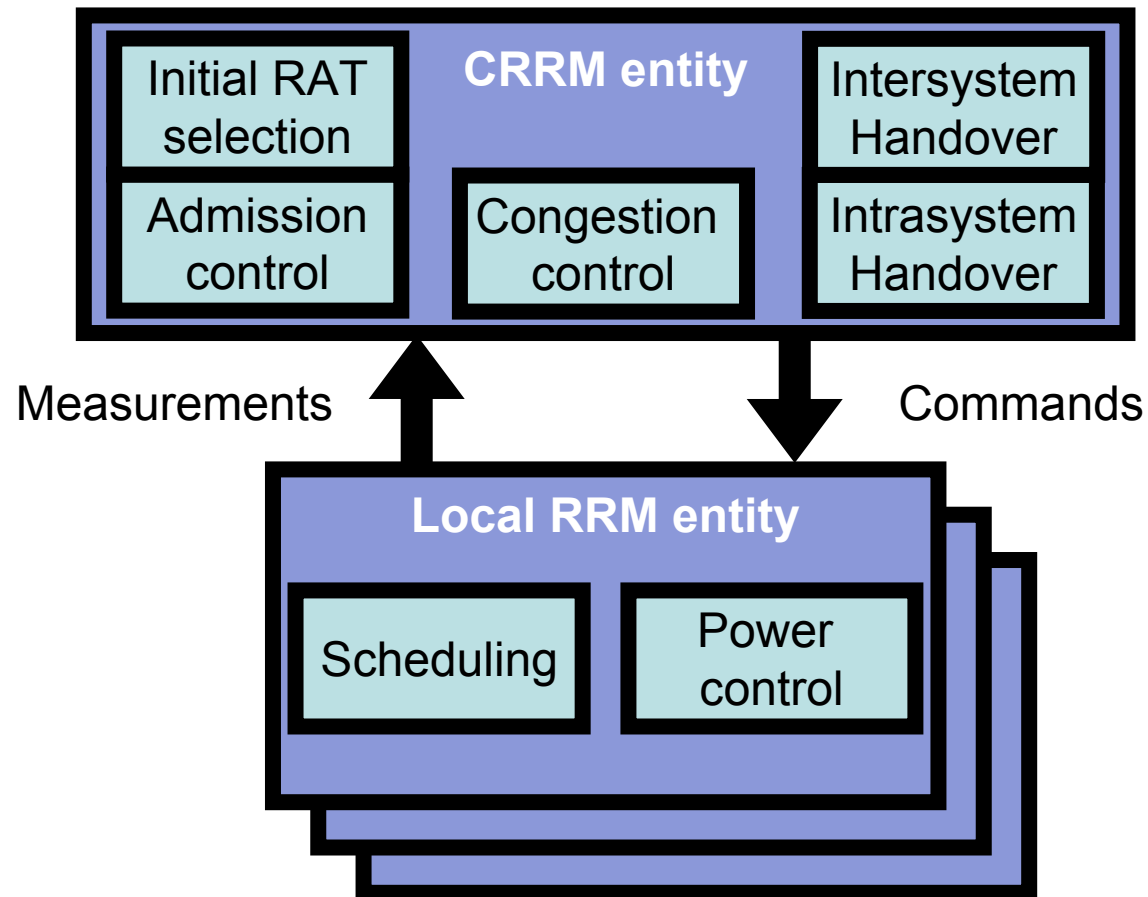 CRRM entity
Initial RAT
selection
Admission
control
Congestion
control
Intersystem
Handover
Intrasystem
Handover
Measurements
Commands
Local RRM entity
Scheduling
Power
control